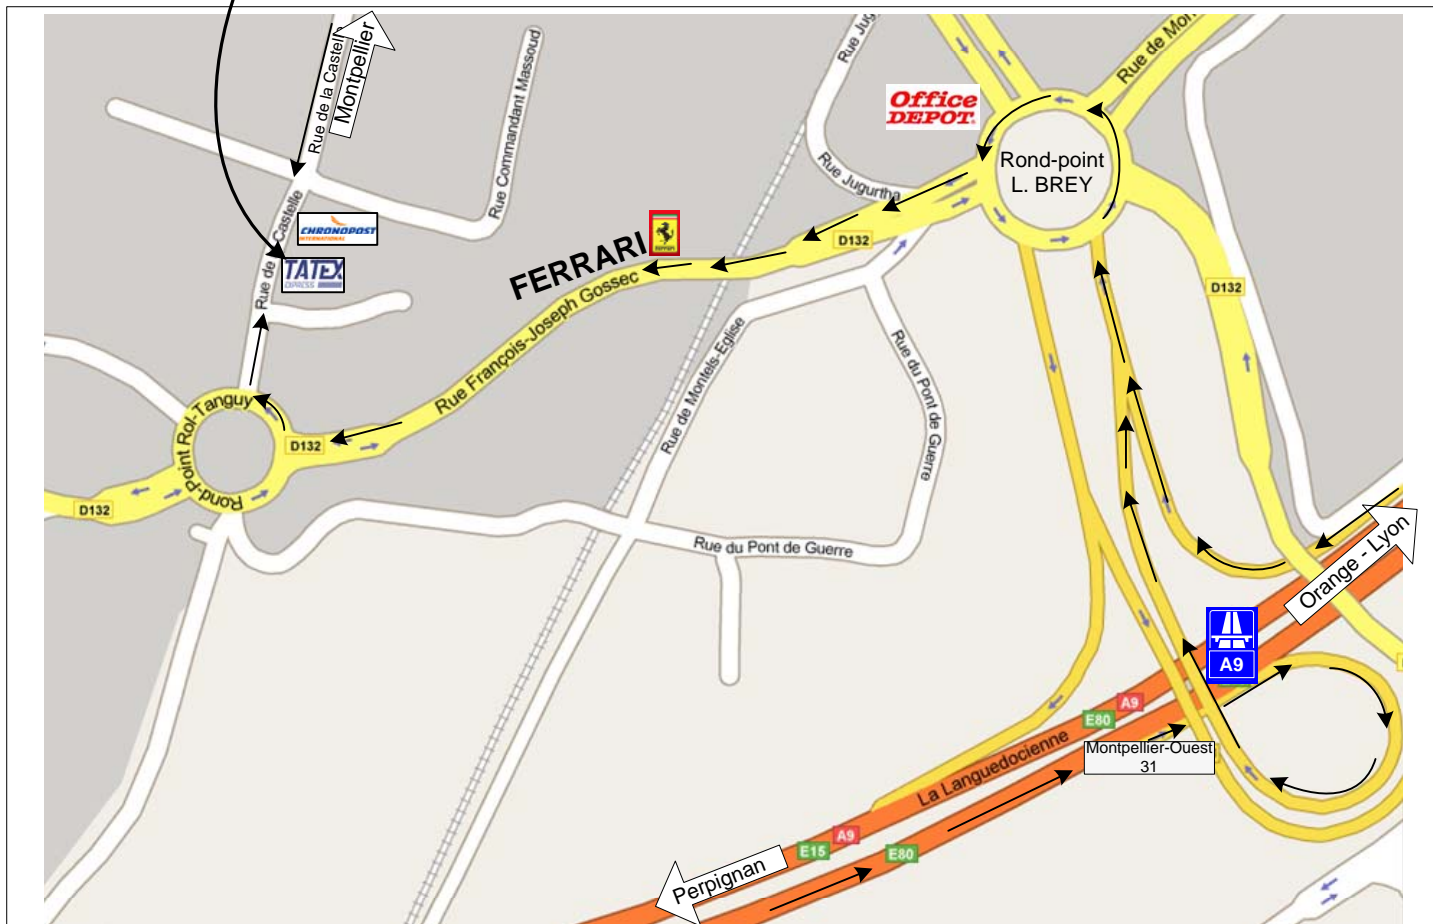 Rue de la Castelle
Montpellier
Rue Commandant Massoud
Rue Jugurtha
Office
DEPOT.
Rue de Mon
Rond-point
L. BREY
Rue Jugurtha
CHRONOPOST
INTERNATIONAL
TATEX
EXPRESS
Rue de
Castelle
FERRARI
Ferrari
D132
D132
Rue François-Joseph Gossec
Rue de Montels-Eglise
Rue du Pont de Guerre
Rond-Point Rol-Tanguy
D132
D132
Rue du Pont de Guerre
Orange - Lyon
A9
A9
E80
Montpellier-Ouest
31
La Languedocienne
A9
E15
E80
Perpignan